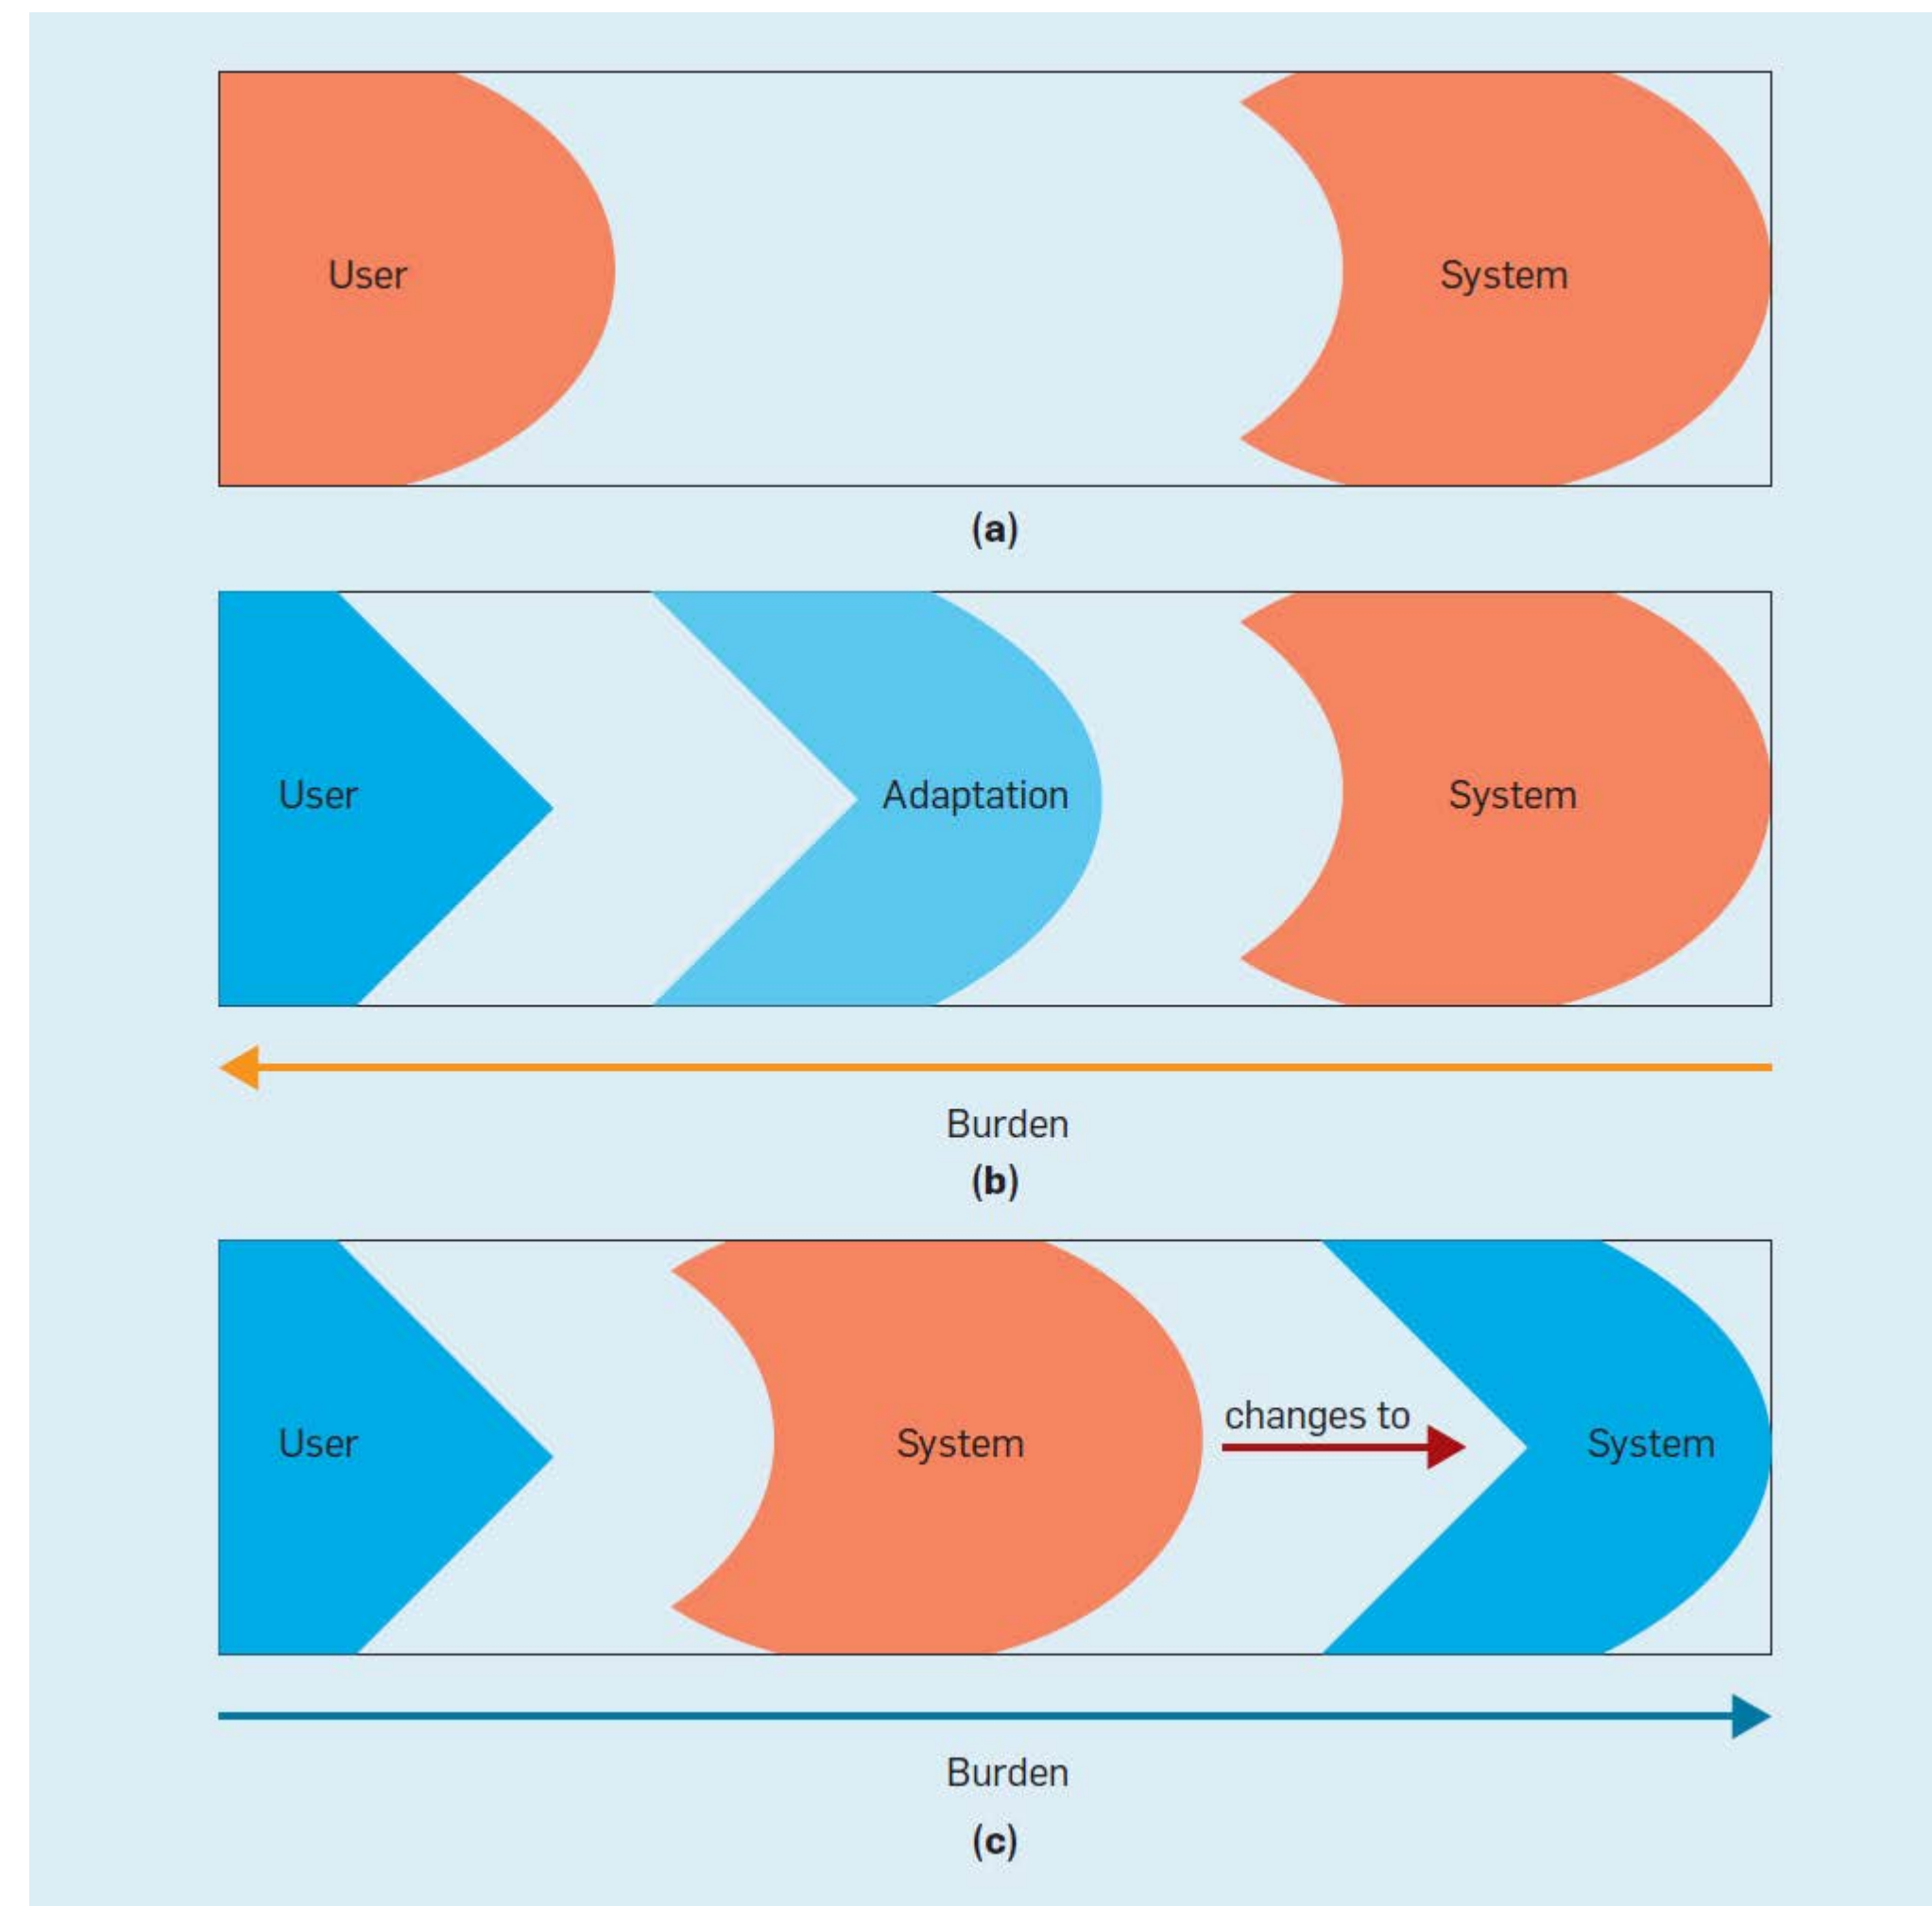 User
System
(a)
User
Adaptation
System
Burden
(b)
User
System
changes to
System
Burden
(c)